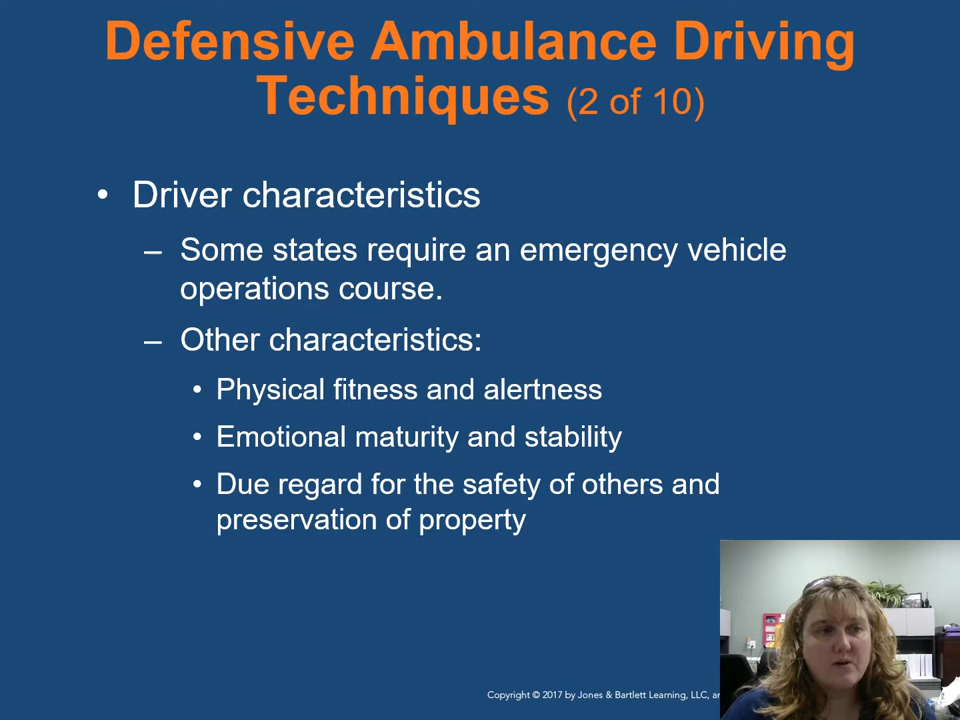 Defensive Ambulance Driving
Techniques (2 of 10)
• Driver characteristics
– Some states require an emergency vehicle
operations course.
– Other characteristics:
• Physical fitness and alertness
• Emotional maturity and stability
• Due regard for the safety of others and
preservation of property
Copyright © 2017 by Jones & Bartlett Learning, LLC,